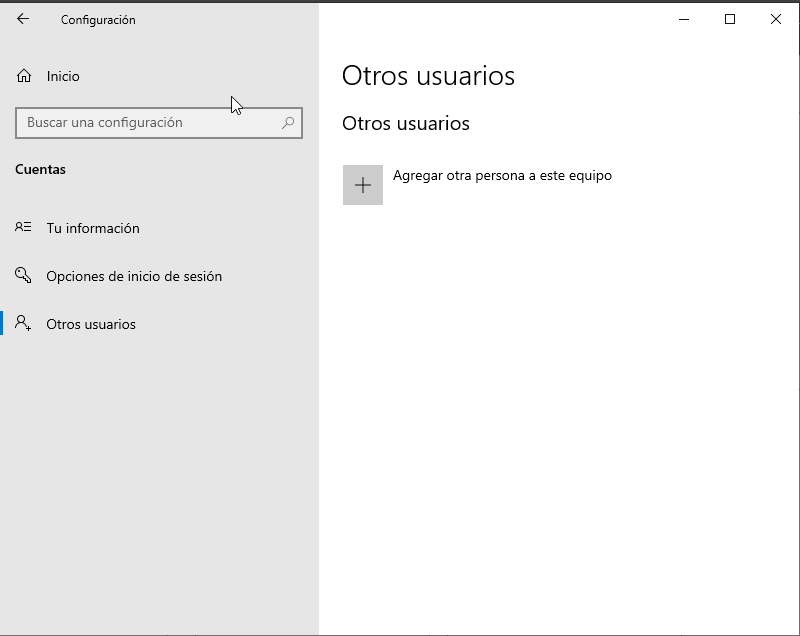 Configuración
Inicio
Buscar una configuración
Cuentas
Tu información
Opciones de inicio de sesión
Otros usuarios
Otros usuarios
Otros usuarios
Agregar otra persona a este equipo